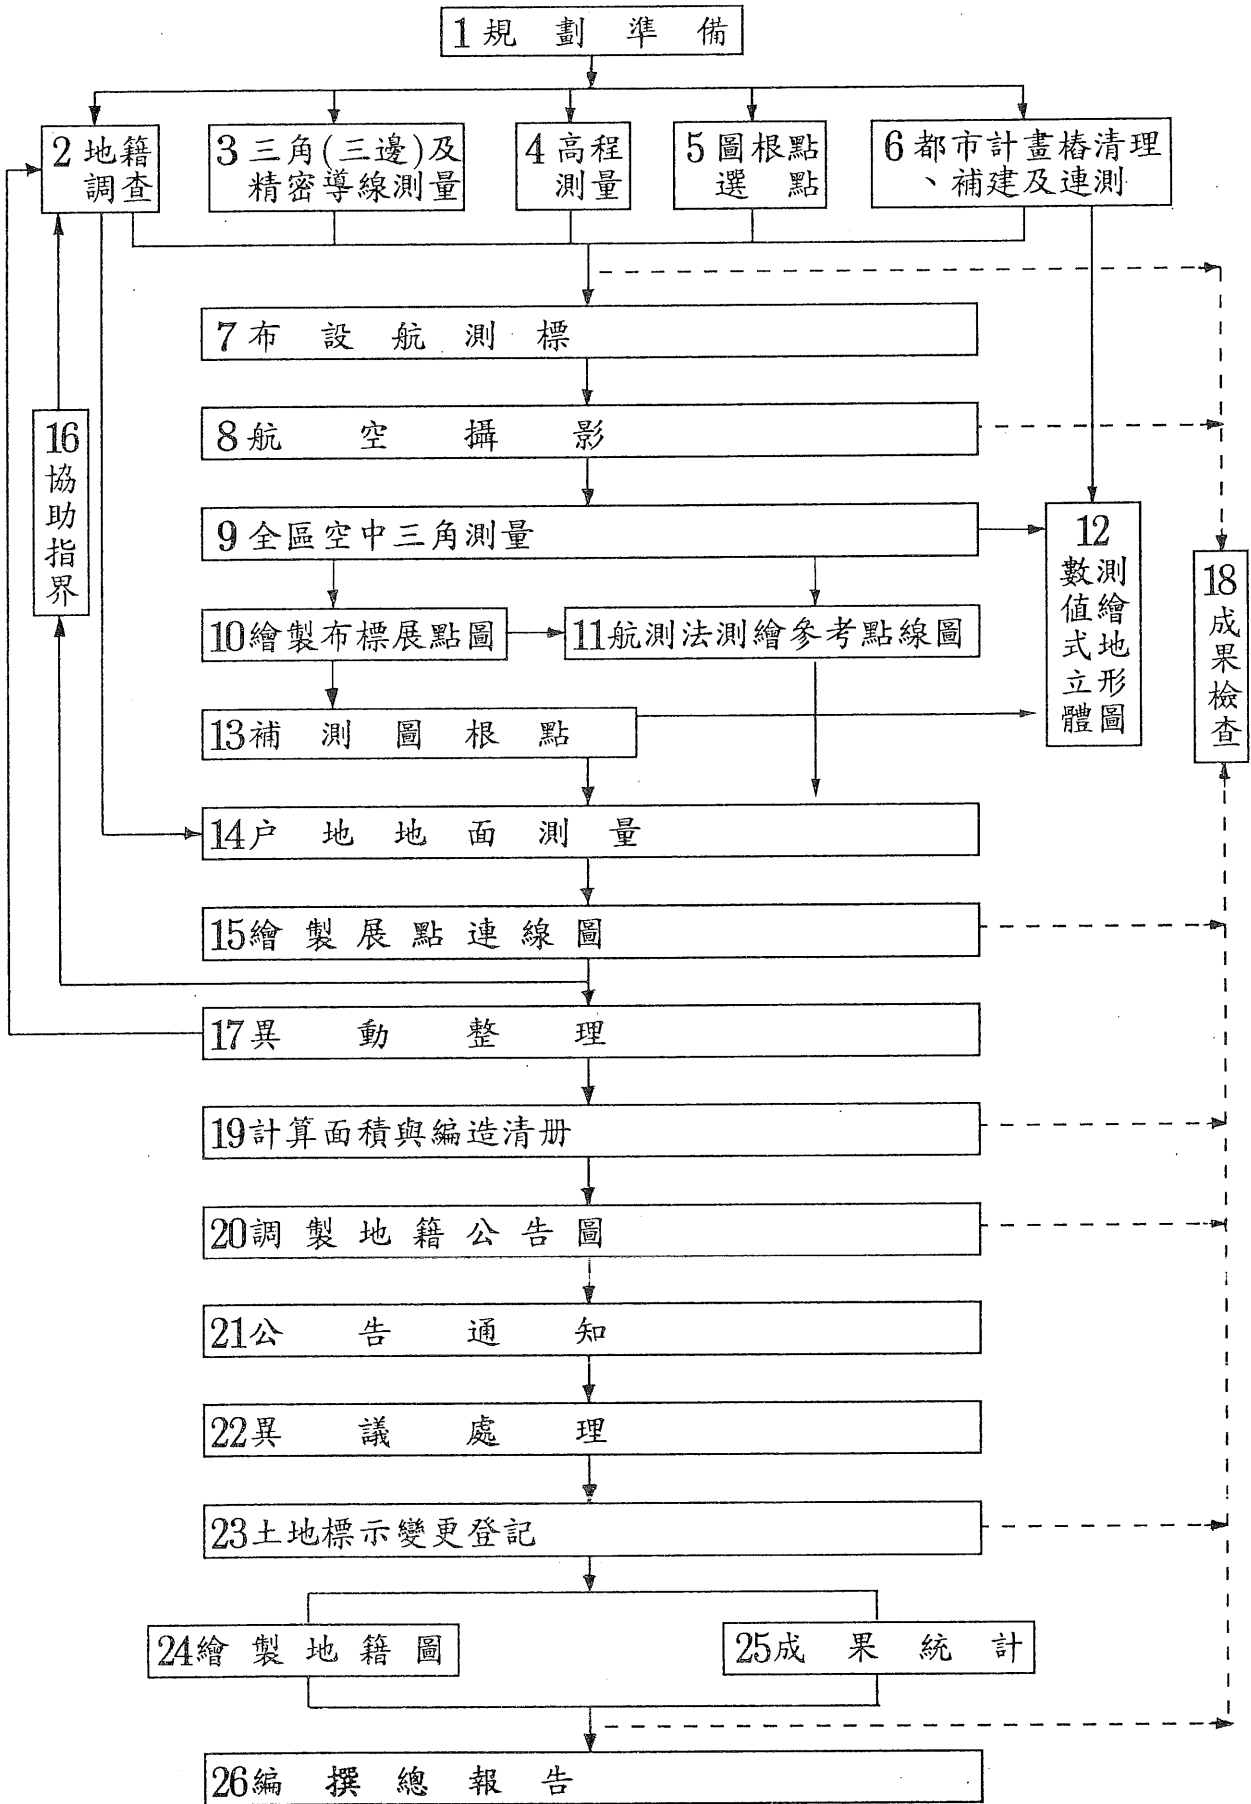 1規劃準備
2地籍
調查
3三角(三邊)及
精密導線測量
4高程
測量
5圖根點
選點
6都市計畫樁清理
、補建及連測
7布設航測標
8航空攝影
16協助指界
9全區空中三角測量
12
測繪地形圖
數值式立體
18成果檢查
10繪製布標展點圖
11航測法測繪參考點線圖
13補測圖根點
14户地地面測量
15繪製展點連線圖
17異動整理
19計算面積與編造清册
20調製地籍公告圖
21公告通知
22異議處理
23土地標示變更登記
24繪製地籍圖
25成果統計
26編撰總報告